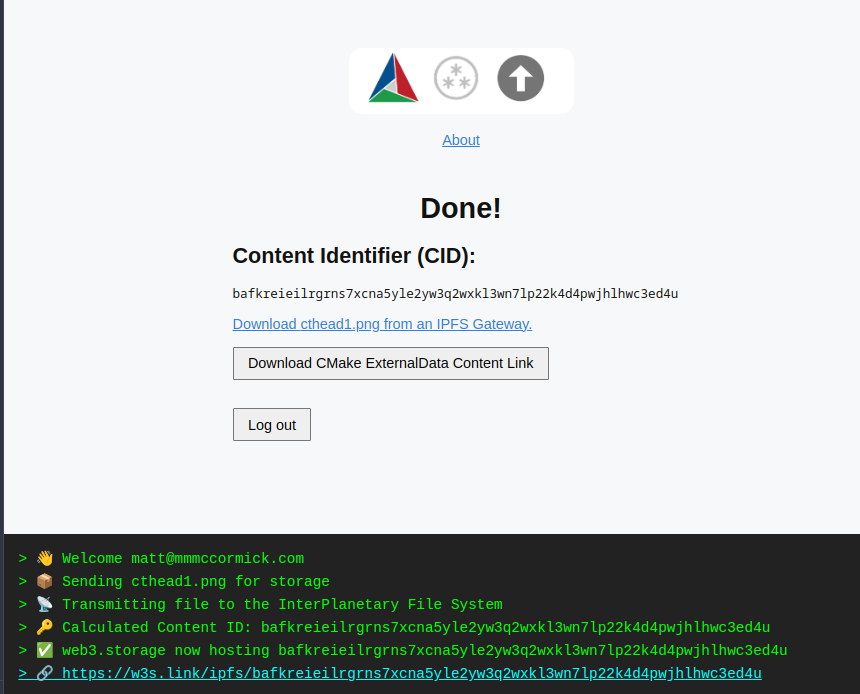 About
Done!
Content Identifier (CID):
bafkreieilrgrns7xcna5yle2yw3q2wxkl3wn7lp22k4d4pwjhlhwc3ed4u
Download cthead1.png from an IPFS Gateway.
Download CMake ExternalData Content Link
Log out
> 👋 Welcome matt@mmmccormick.com
> 📦 Sending cthead1.png for storage
> 📡 Transmitting file to the InterPlanetary File System
> 🔑 Calculated Content ID: bafkreieilrgrns7xcna5yle2yw3q2wxkl3wn7lp22k4d4pwjhlhwc3ed4u
> ✅ web3.storage now hosting bafkreieilrgrns7xcna5yle2yw3q2wxkl3wn7lp22k4d4pwjhlhwc3ed4u
> 🔗 https://w3s.link/ipfs/bafkreieilrgrns7xcna5yle2yw3q2wxkl3wn7lp22k4d4pwjhlhwc3ed4u